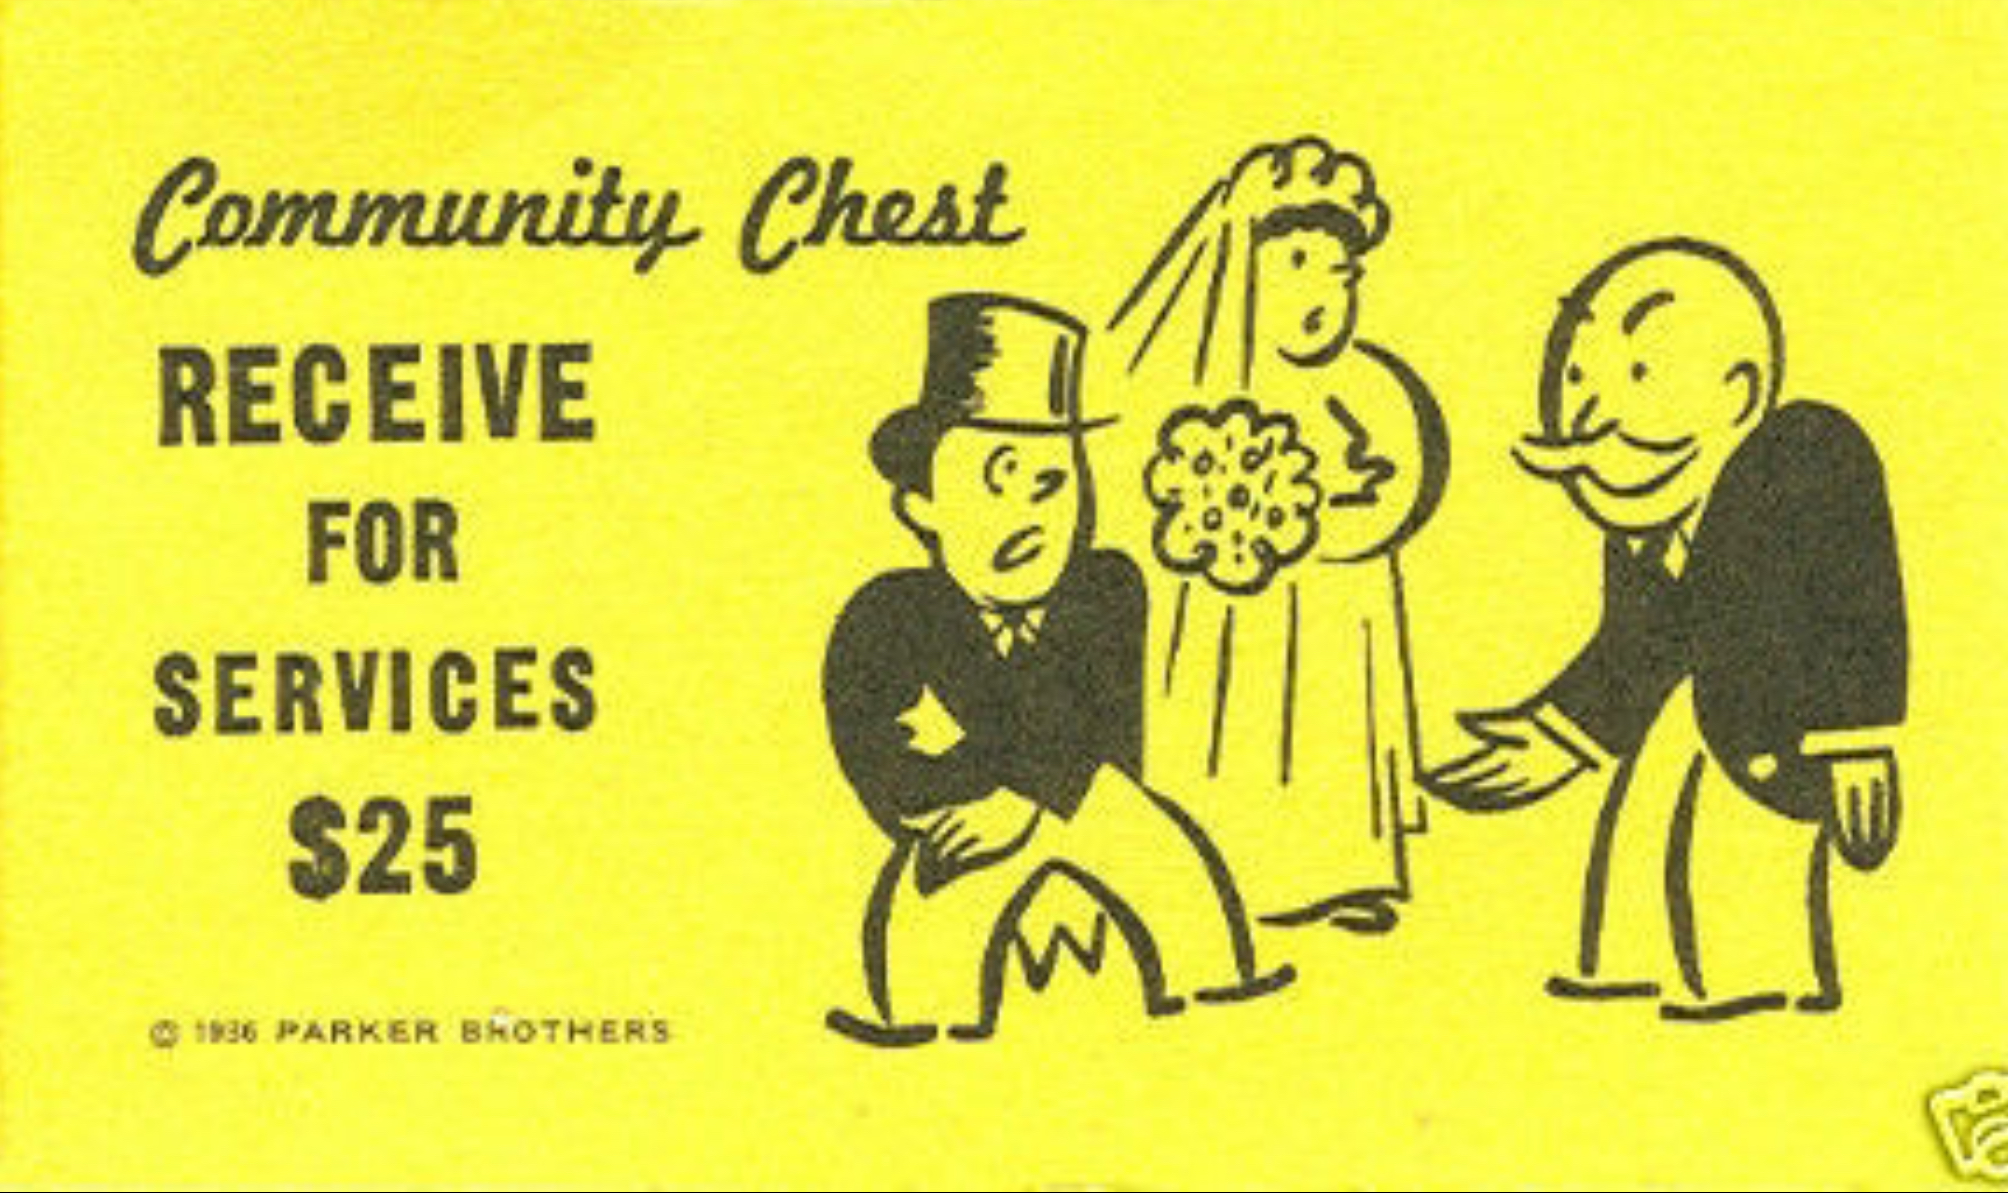 Community Chest
RECEIVE
FOR
SERVICES
$25
© 1936 PARKER BROTHERS